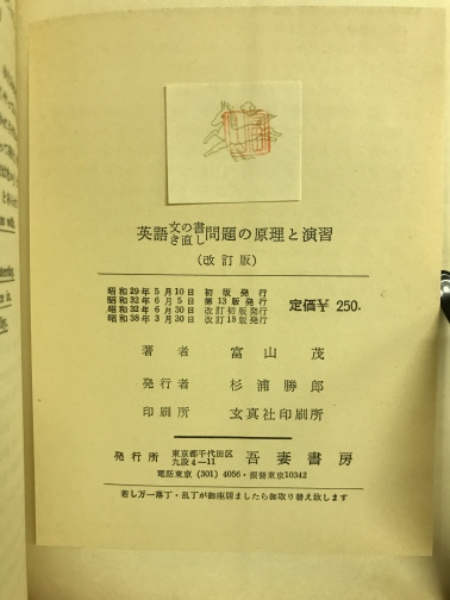 英語文の書き直し問題の原理と演習
(改訂版)
昭和29年5月10日 初版発行
昭和32年6月5日 第13版発行
昭和32年6月30日 改訂初版発行
昭和38年3月30日 改訂18版発行
定価¥ 250.
著者 富山茂
発行者 杉浦勝郎
印刷所 玄真社印刷所
発行所 東京都千代田区九段4-11 吾妻書房
電話東京 (301) 4056・振替東京10342
若し万一落丁・乱丁が御座居ましたら御取り替え致します